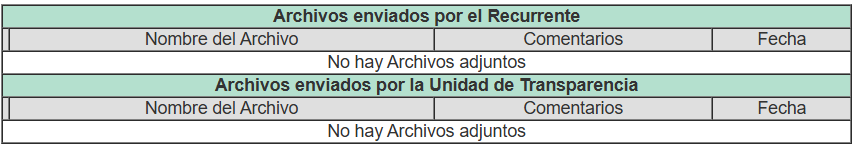 Archivos enviados por el Recurrente
Nombre del Archivo Comentarios Fecha
No hay Archivos adjuntos
Archivos enviados por la Unidad de Transparencia
Nombre del Archivo Comentarios Fecha
No hay Archivos adjuntos